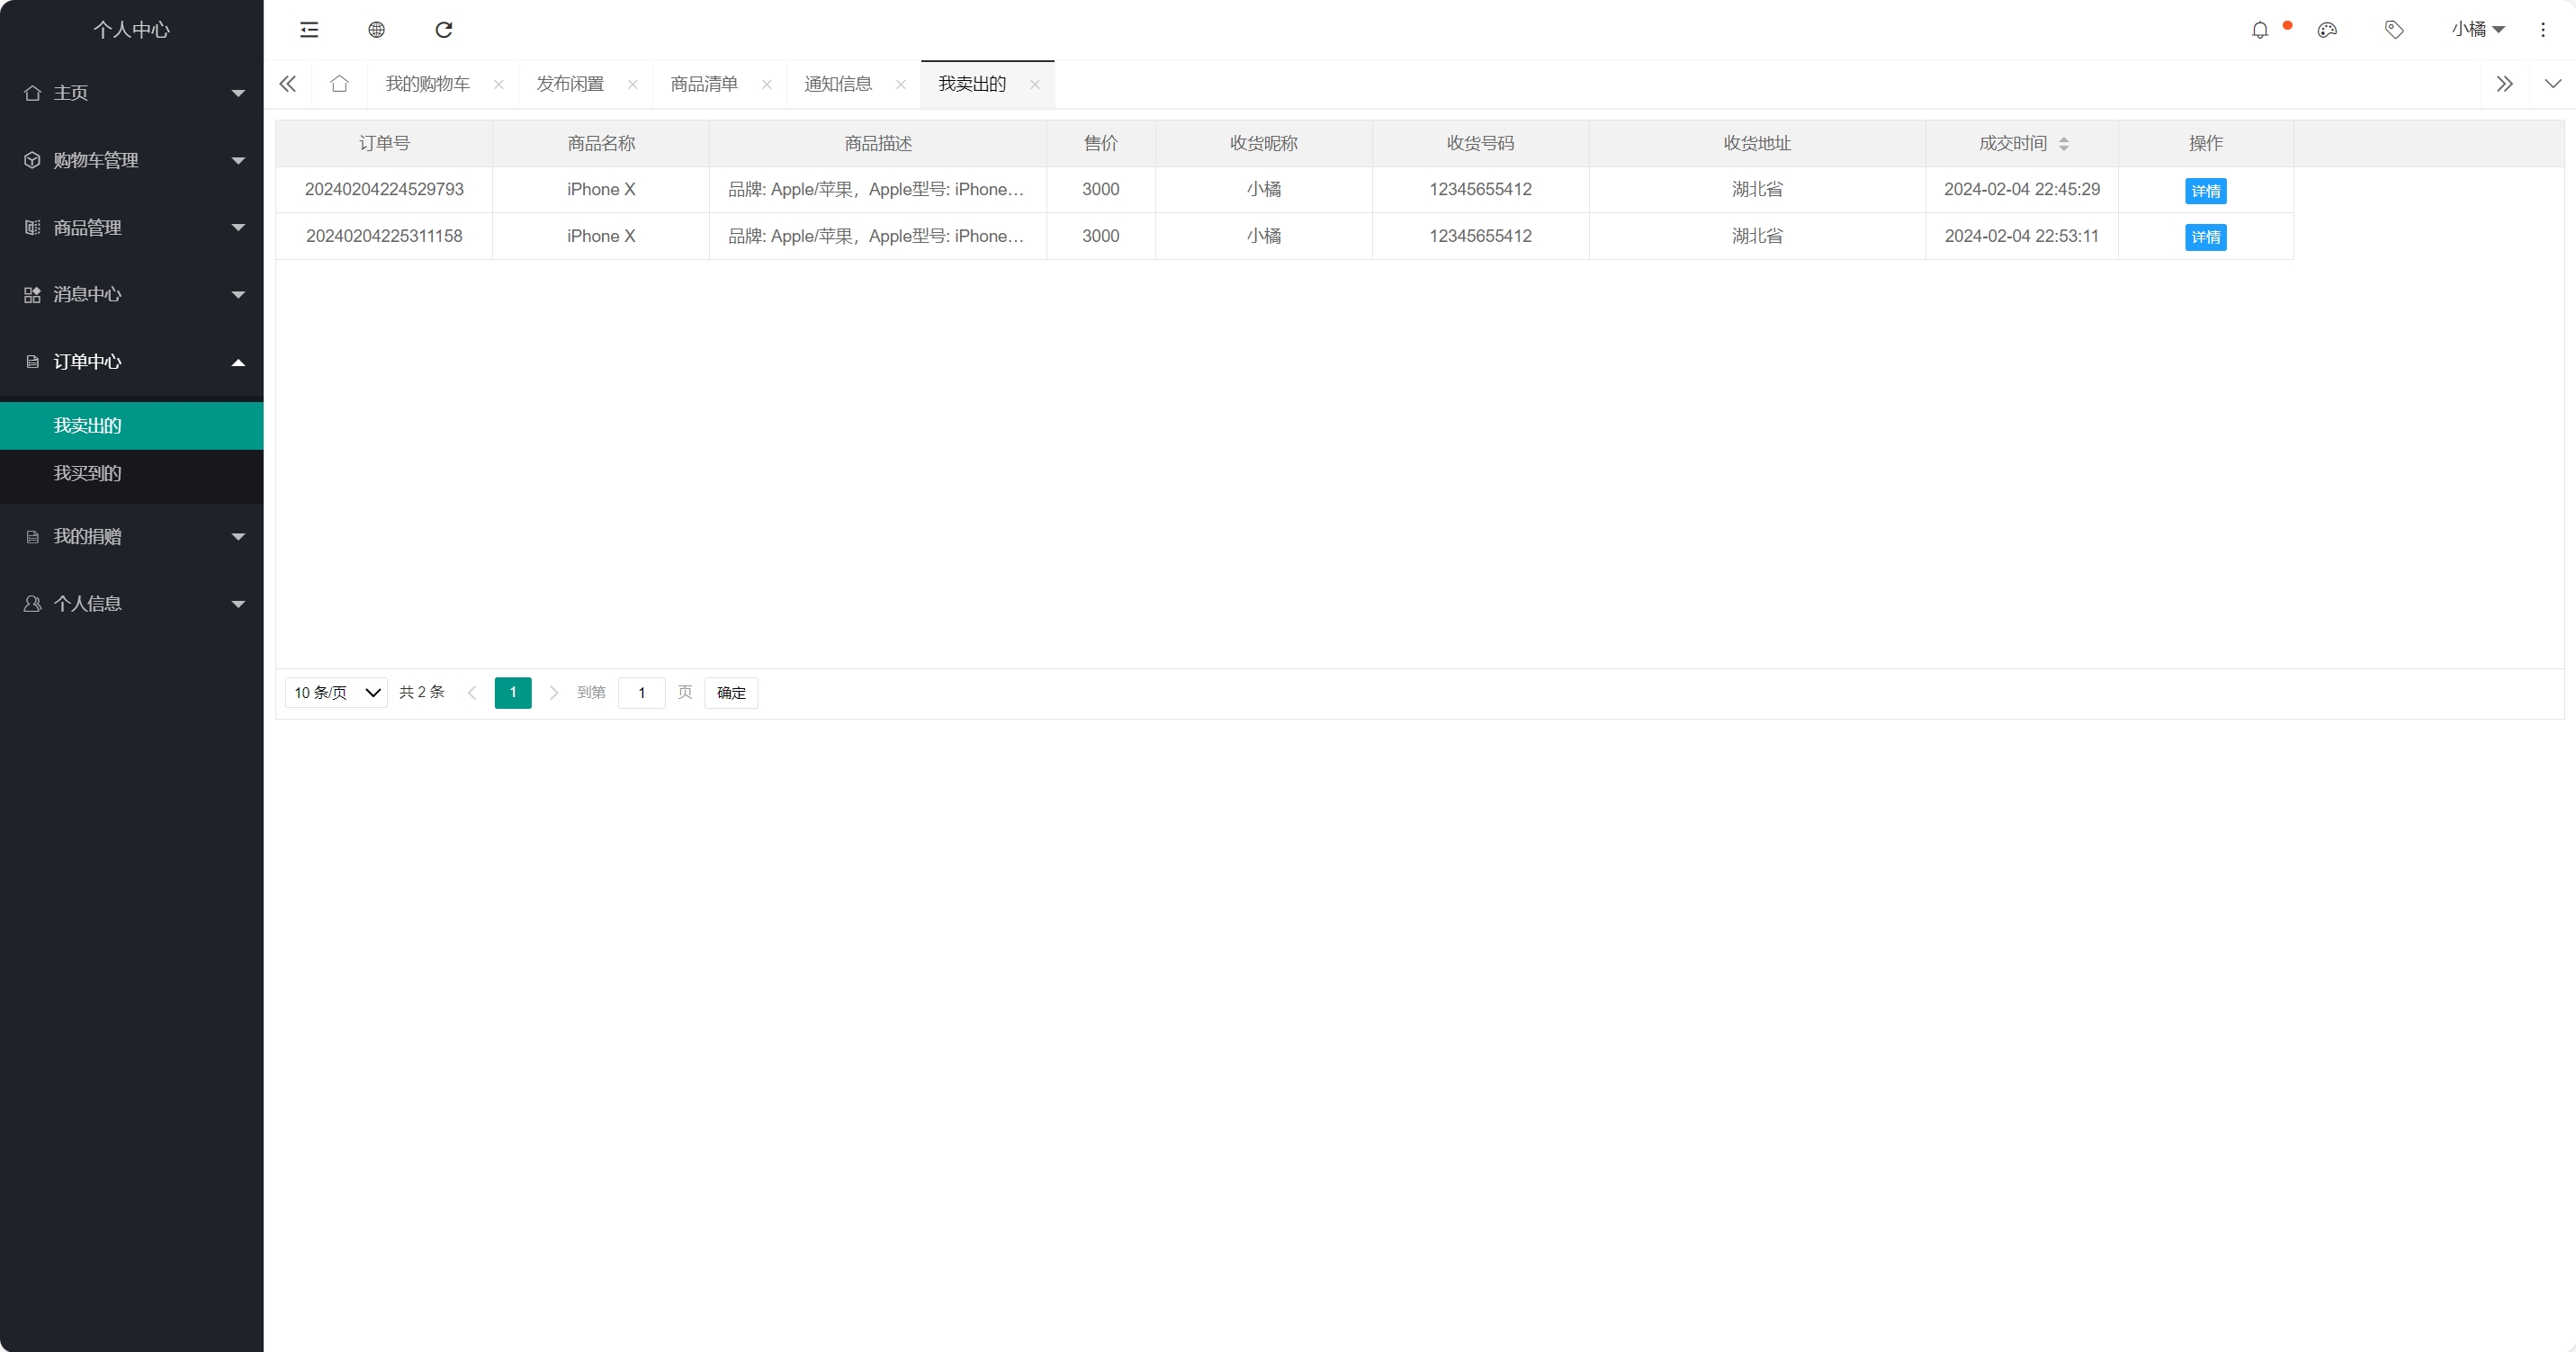 个人中心
小橘
主页
购物车管理
商品管理
消息中心
订单中心
我卖出的
我买到的
我的捐赠
个人信息
我的购物车 发布闲置 商品清单 通知信息 我卖出的
订单号 商品名称 商品描述 售价 收货昵称 收货号码 收货地址 成交时间 操作
20240204224529793 iPhone X 品牌: Apple/苹果，Apple型号: iPhone… 3000 小橘 12345655412 湖北省 2024-02-04 22:45:29 详情
20240204225311158 iPhone X 品牌: Apple/苹果，Apple型号: iPhone… 3000 小橘 12345655412 湖北省 2024-02-04 22:53:11 详情
10 条/页 共 2 条 1 到第 1 页 确定